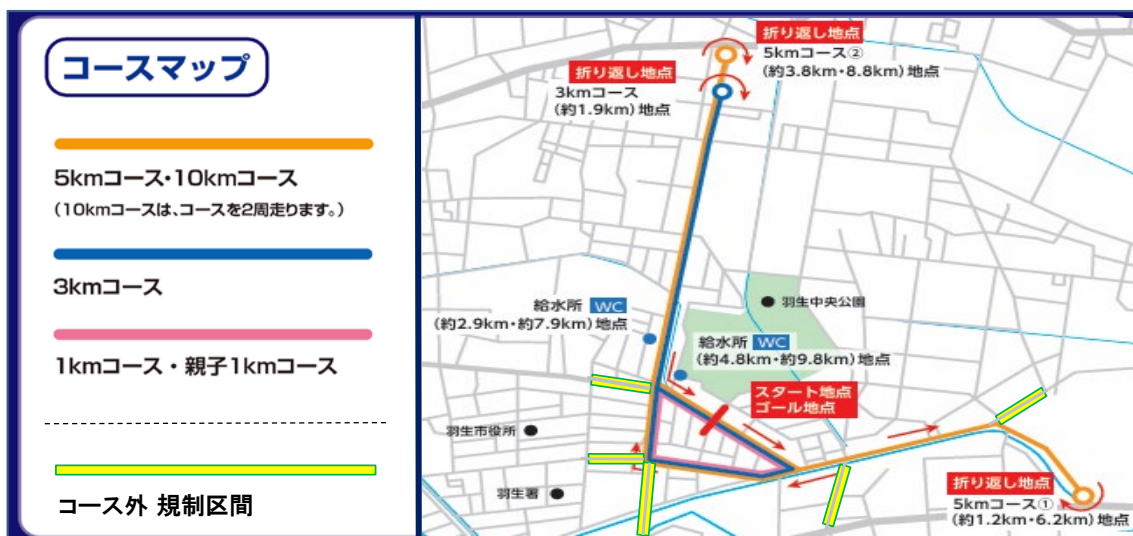 コースマップ
5kmコース・10kmコース
(10kmコースは、コースを2周走ります。)
3kmコース
1kmコース・親子1kmコース
コース外 規制区間
折り返し地点
5kmコース②
(約3.8km・8.8km)地点
折り返し地点
3kmコース
(約1.9km)地点
羽生中央公園
給水所 WC
(約2.9km・約7.9km)地点
給水所 WC
(約4.8km・約9.8km)地点
スタート地点
ゴール地点
羽生市役所
羽生署
折り返し地点
5kmコース①
(約1.2km・6.2km)地点